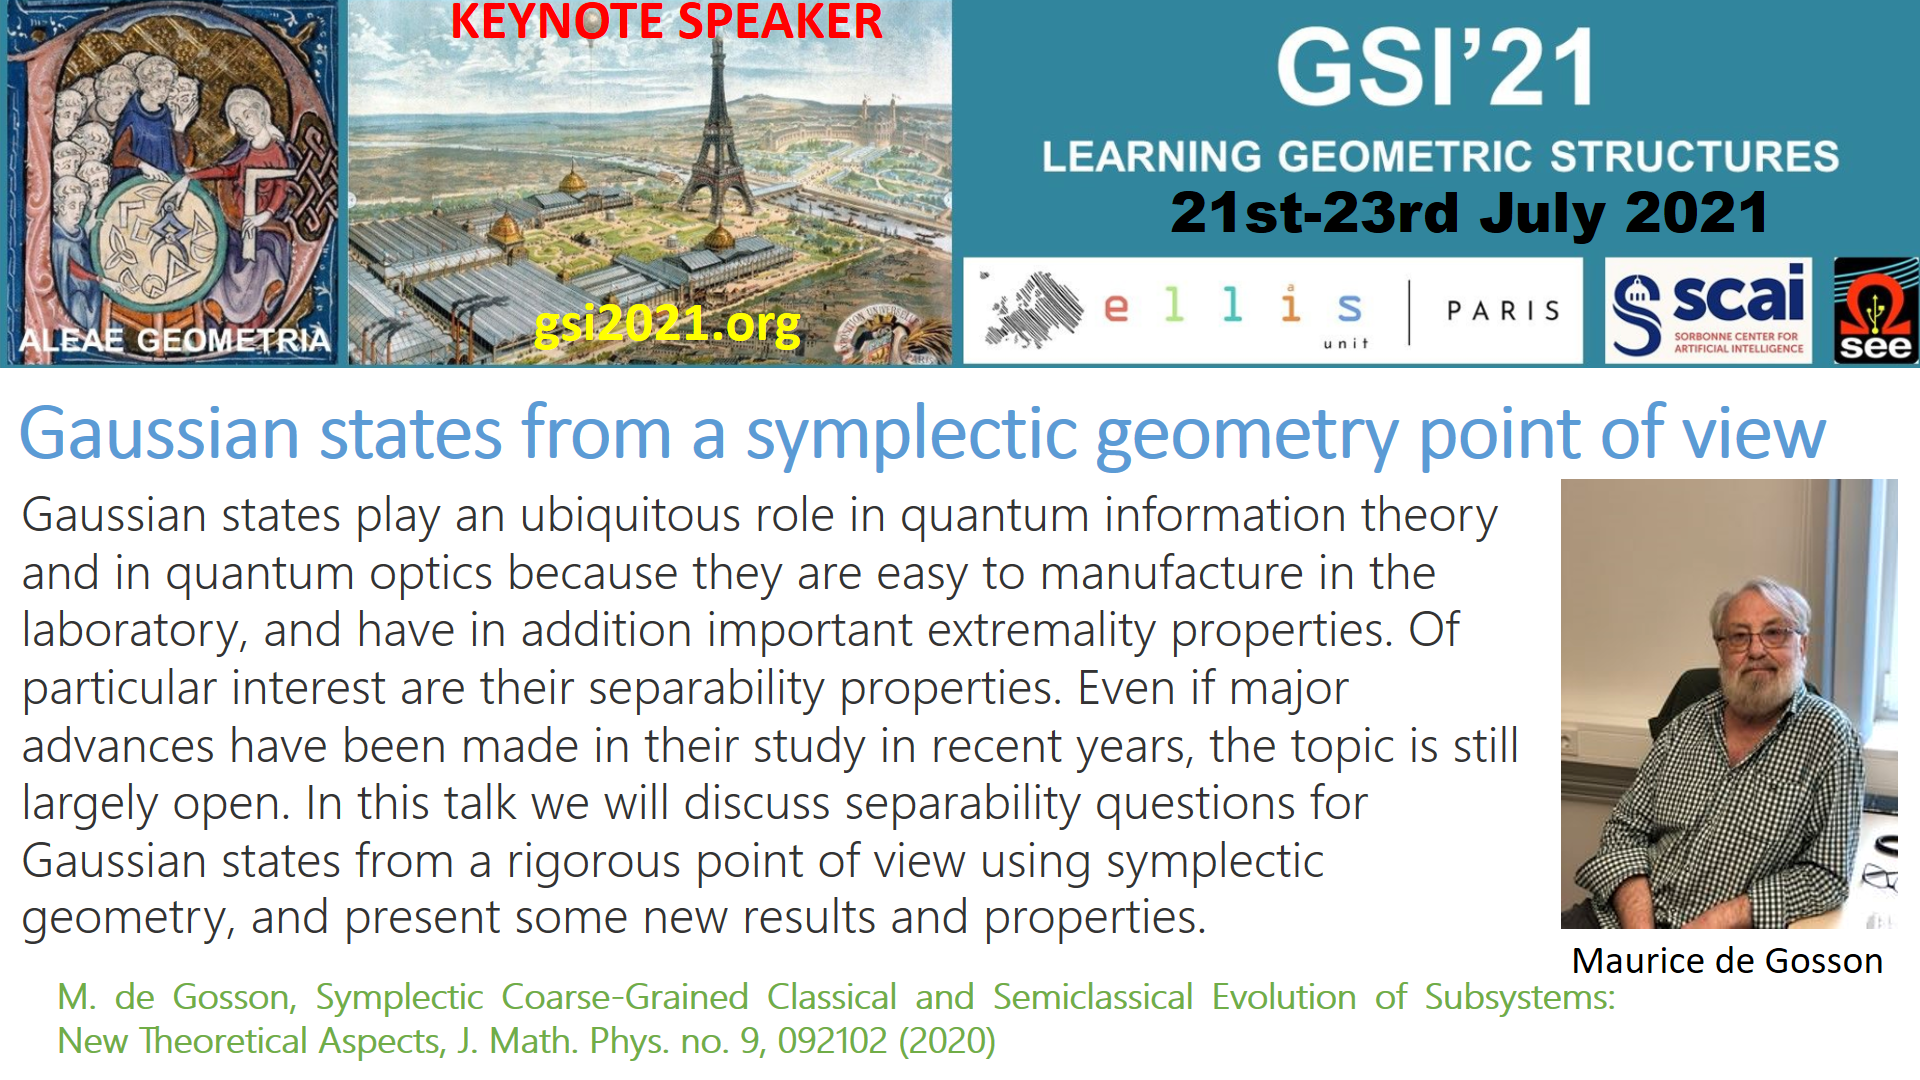 KEYNOTE SPEAKER
ALEAE GEOMETRIA
gsi2021.org
EXPOSITION UNIVERSELLE
PARIS
GSI’21
LEARNING GEOMETRIC STRUCTURES
21st-23rd July 2021
ellis
unit
PARIS
scai
SORBONNE CENTER FOR
ARTIFICIAL INTELLIGENCE
see
Gaussian states from a symplectic geometry point of view
Gaussian states play an ubiquitous role in quantum information theory
and in quantum optics because they are easy to manufacture in the
laboratory, and have in addition important extremality properties. Of
particular interest are their separability properties. Even if major
advances have been made in their study in recent years, the topic is still
largely open. In this talk we will discuss separability questions for
Gaussian states from a rigorous point of view using symplectic
geometry, and present some new results and properties.
Maurice de Gosson
M. de Gosson, Symplectic Coarse-Grained Classical and Semiclassical Evolution of Subsystems:
New Theoretical Aspects, J. Math. Phys. no. 9, 092102 (2020)